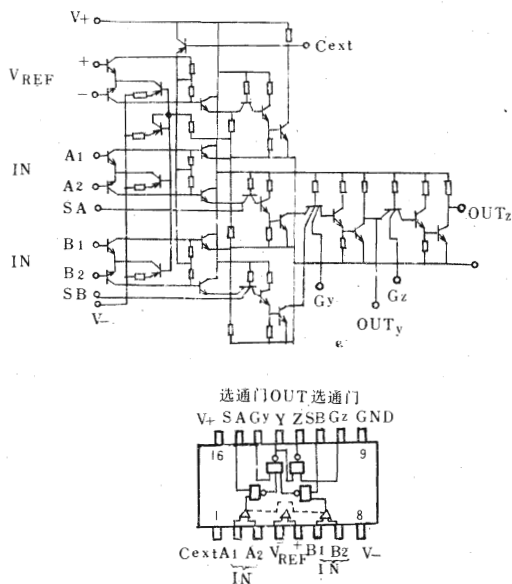 V+
Cext
VREF
+
−
IN
A1
A2
SA
IN
B1
B2
SB
V−
OUTz
Gy
Gz
OUTy
选通门OUT选通门
V+ SA Gy Y Z SB Gz GND
16 9
1 8
Cext A1 A2 VREF + B1 B2 V−
IN IN